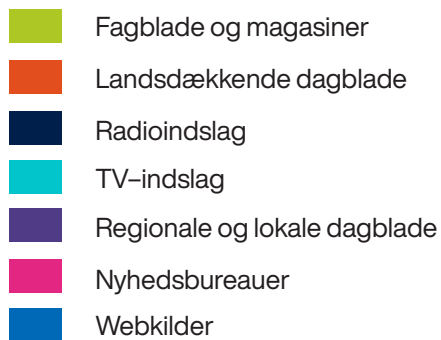 Fagblade og magasiner
Landsdækkende dagblade
Radioindslag
TV–indslag
Regionale og lokale dagblade
Nyhedsbureauer
Webkilder